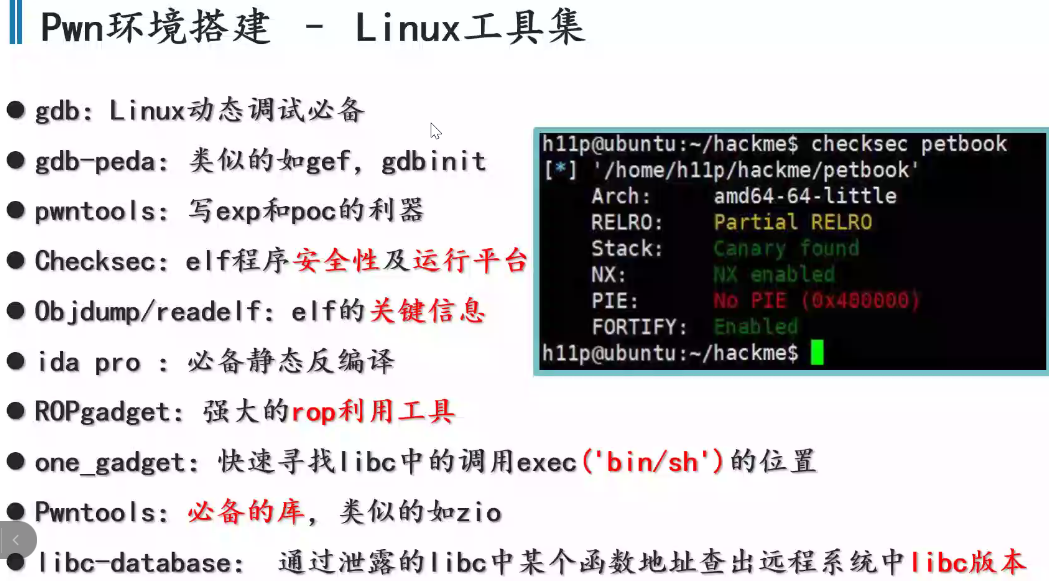 Pwn环境搭建 - Linux工具集
gdb：Linux动态调试必备
gdb-peda：类似的如gef，gdbinit
pwntools：写exp和poc的利器
Checksec：elf程序安全性及运行平台
Objdump/readelf：elf的关键信息
ida pro ：必备静态反编译
ROPgadget：强大的rop利用工具
one_gadget：快速寻找libc中的调用exec('bin/sh')的位置
Pwntools：必备的库，类似的如zio
libc-database： 通过泄露的libc中某个函数地址查出远程系统中libc版本
h11p@ubuntu:~/hackme$ checksec petbook
[*] '/home/h11p/hackme/petbook'
Arch: amd64-64-little
RELRO: Partial RELRO
Stack: Canary found
NX: NX enabled
PIE: No PIE (0x400000)
FORTIFY: Enabled
h11p@ubuntu:~/hackme$